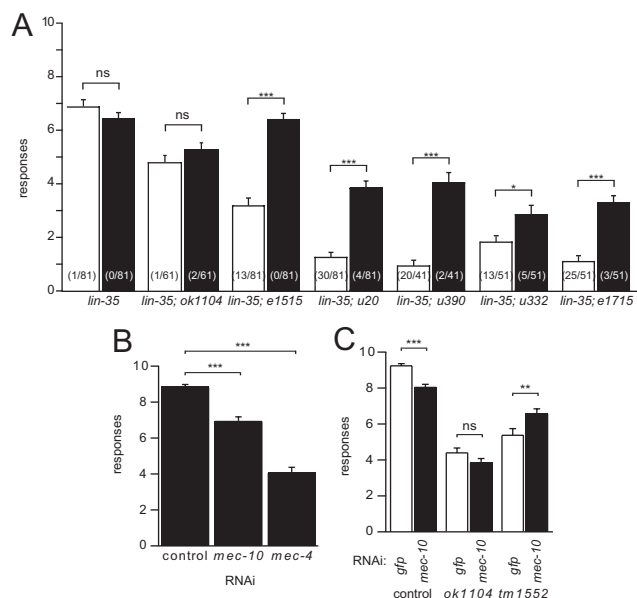 A
10
8
6
4
2
0
responses
ns
ns
***
***
***
*
***
(1/81) (0/81) (1/61) (2/61) (13/81) (0/81) (30/81) (4/81) (20/41) (2/41) (13/51) (5/51) (25/51) (3/51)
lin-35 lin-35; ok1104 lin-35; e1515 lin-35; u20 lin-35; u390 lin-35; u332 lin-35; e1715
B
10
8
6
4
2
0
responses
***
***
control mec-10 mec-4
RNAi
C
10
8
6
4
2
0
responses
***
ns
**
RNAi: gfp mec-10 gfp mec-10 gfp mec-10
control ok1104 tm1552